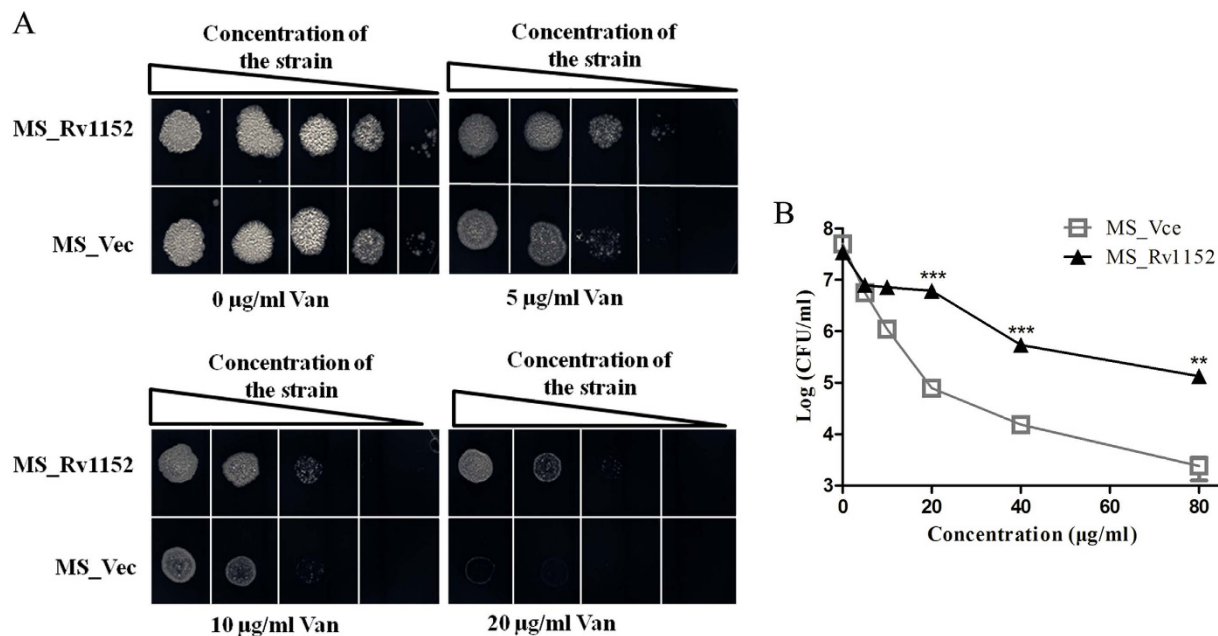 A
Concentration of
the strain
Concentration of
the strain
MS_Rv1152
MS_Vec
0 µg/ml Van
5 µg/ml Van
Concentration of
the strain
Concentration of
the strain
MS_Rv1152
MS_Vec
10 µg/ml Van
20 µg/ml Van
B
MS_Vce
MS_Rv1152
8
7
6
5
4
3
Log (CFU/ml)
***
***
**
0
20
40
60
80
Concentration (µg/ml)